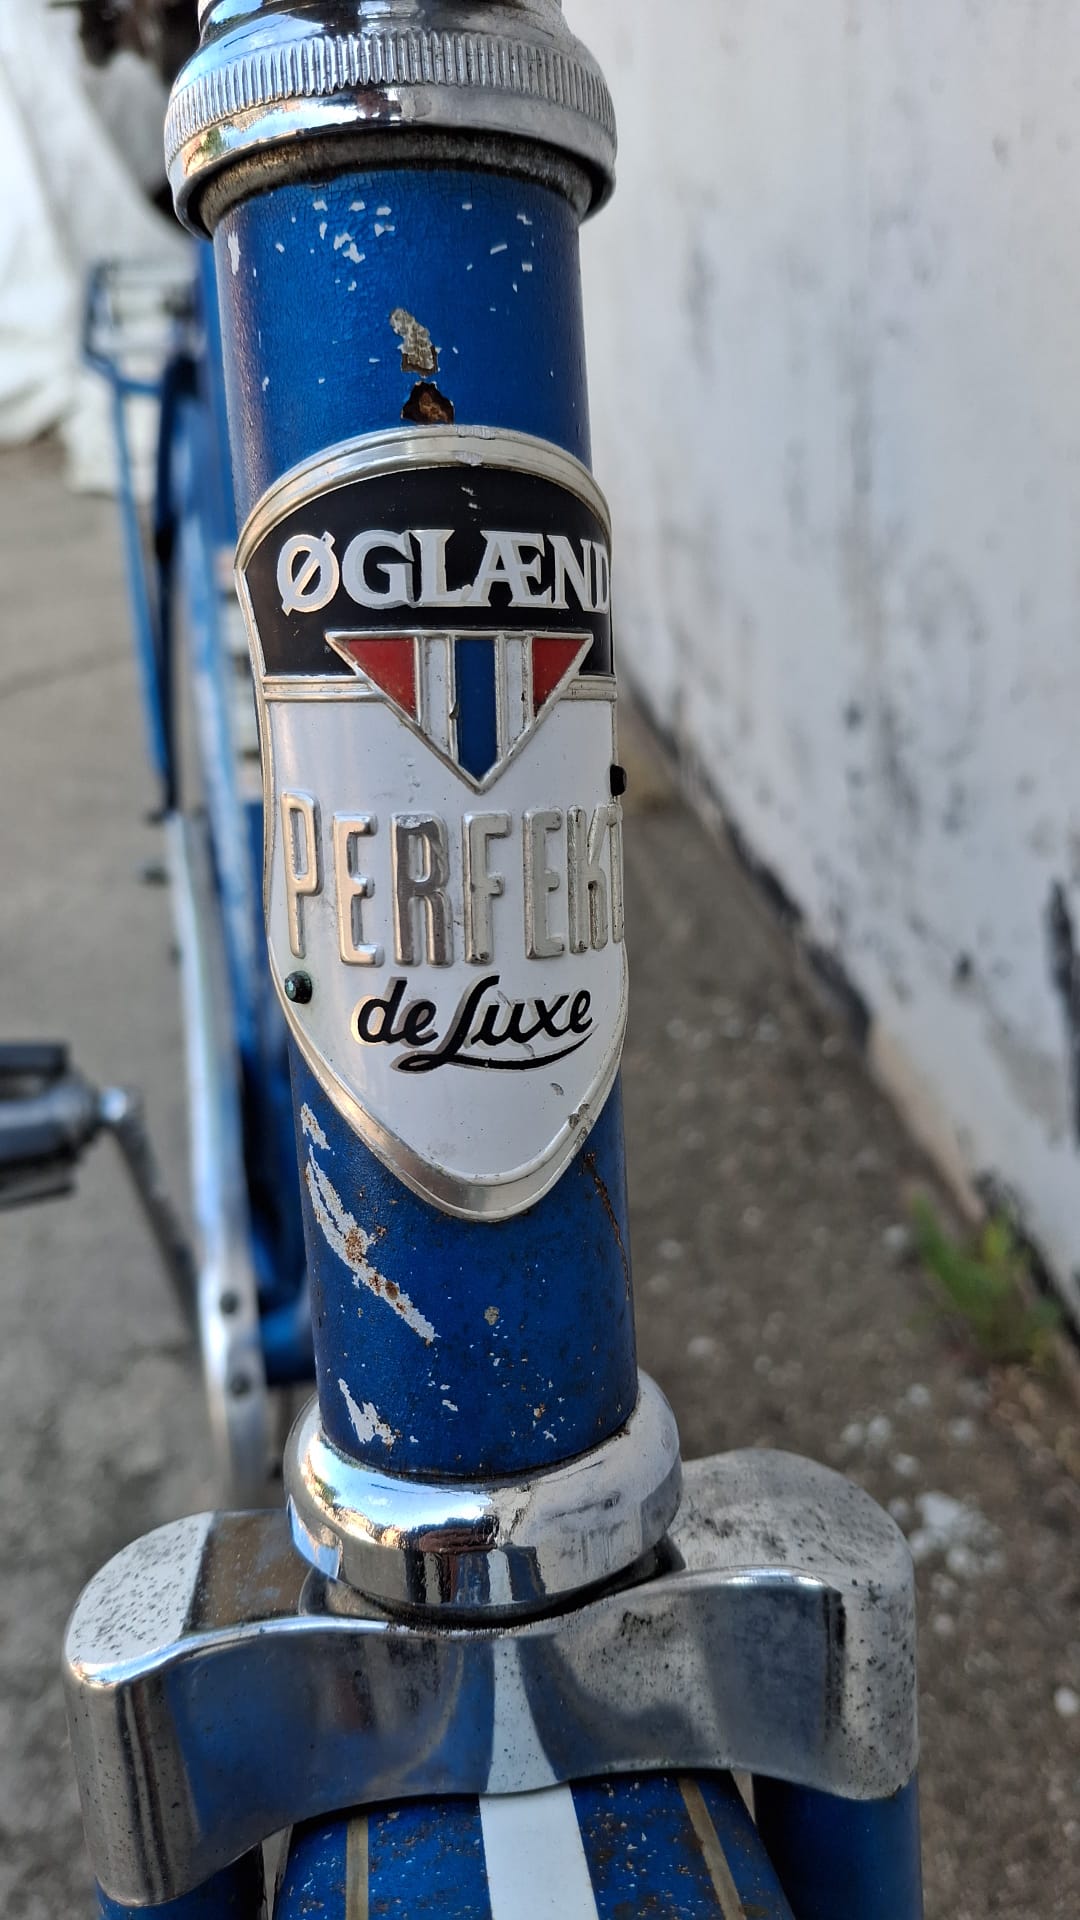 ØGLÆND
PERFEKT
de Luxe